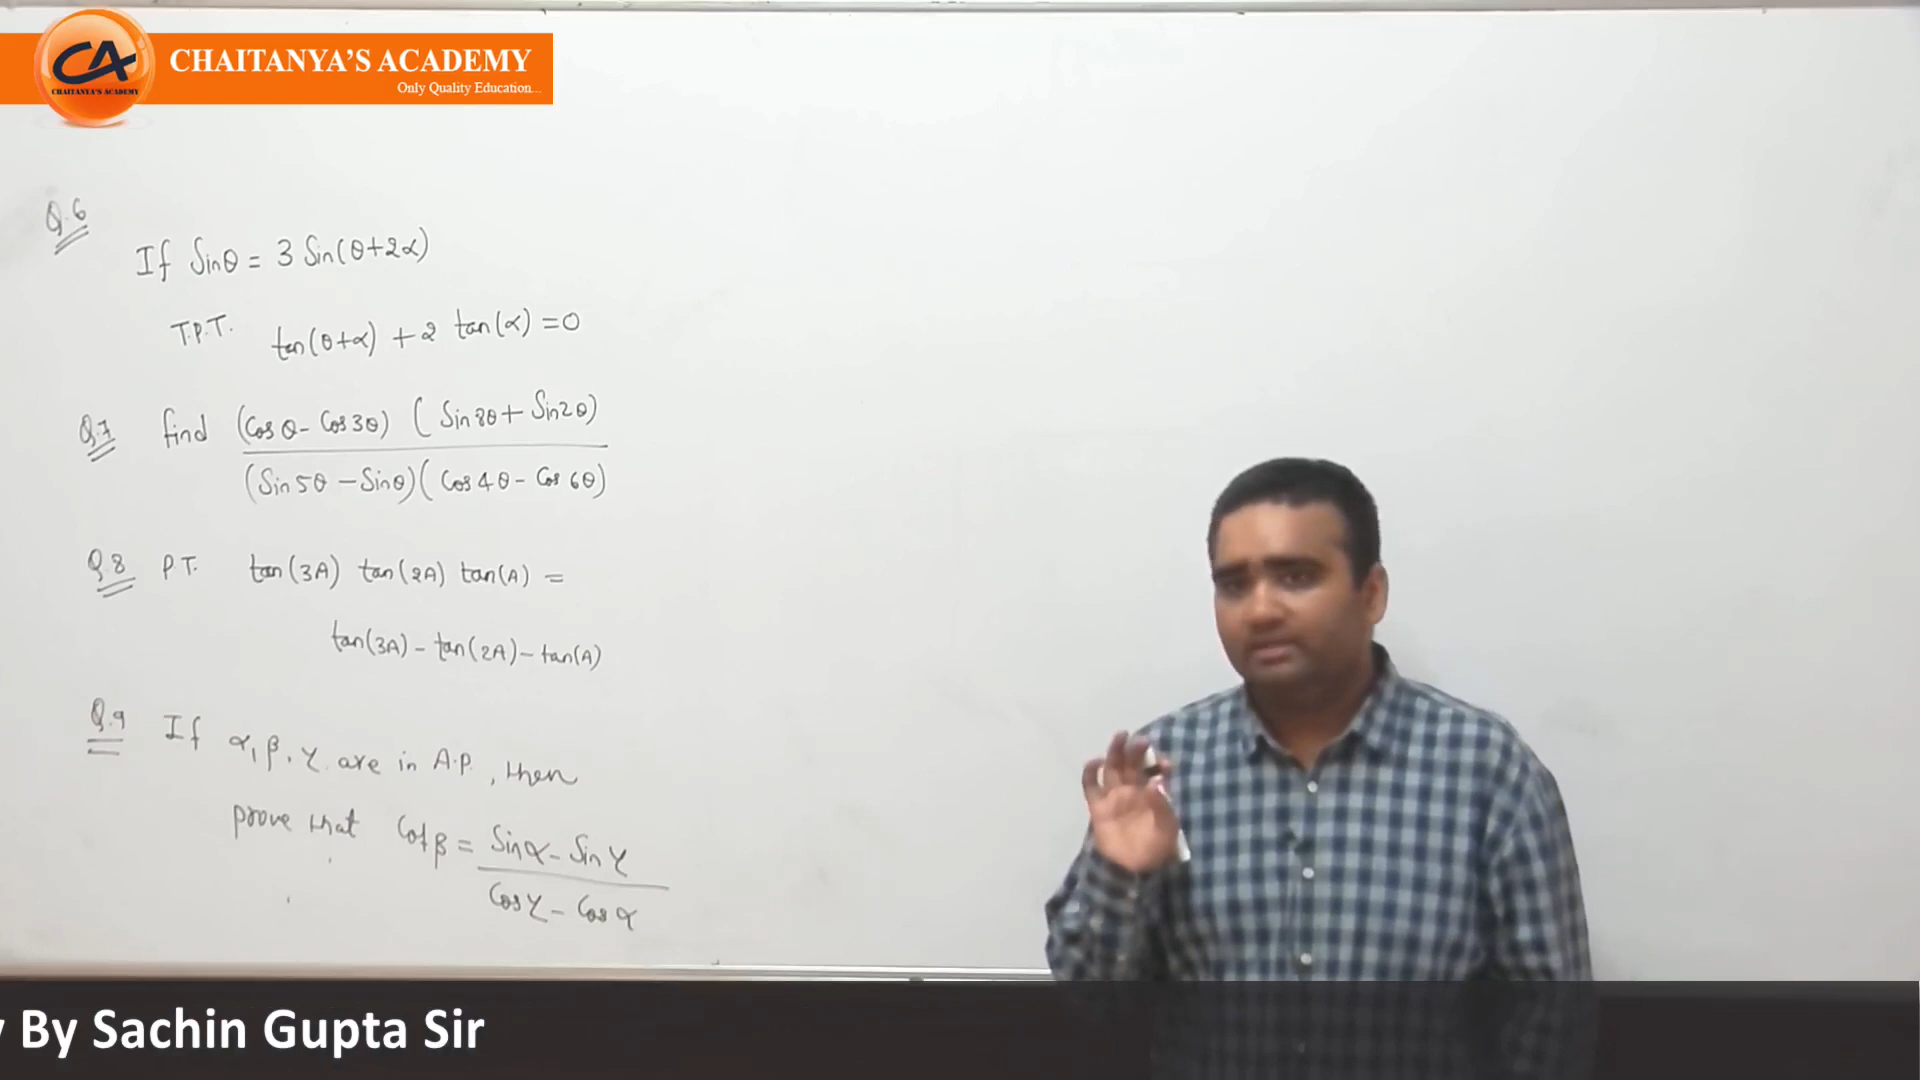 CA
CHAITANYA'S ACADEMY
CHAITANYA'S ACADEMY
Only Quality Education...
Q.6
If Sinθ = 3 Sin(θ+2α)
T.P.T. tan(θ+α) + 2 tan(α) = 0
Q.7 find (Cos θ - Cos 3θ) (Sin 8θ + Sin 2θ)
(Sin 5θ - Sin θ) (Cos 4θ - Cos 6θ)
Q.8 P.T. tan(3A) tan(2A) tan(A) =
tan(3A) - tan(2A) - tan(A)
Q.9 If α, β, γ are in A.P., then
prove that Cot β = Sin α - Sin γ
Cos γ - Cos α
By Sachin Gupta Sir